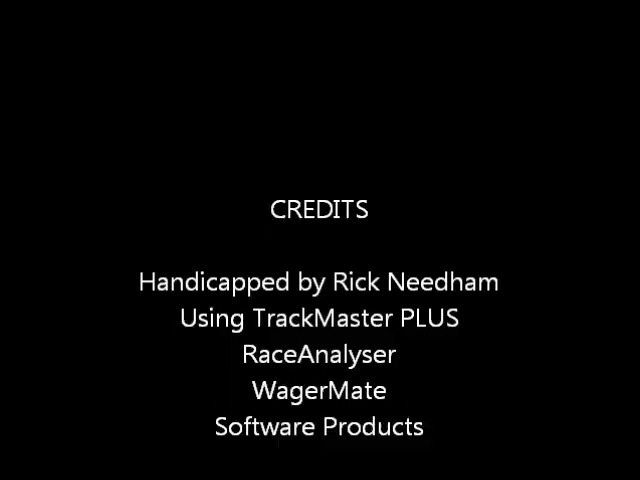 CREDITS
Handicapped by Rick Needham
Using TrackMaster PLUS
RaceAnalyser
WagerMate
Software Products